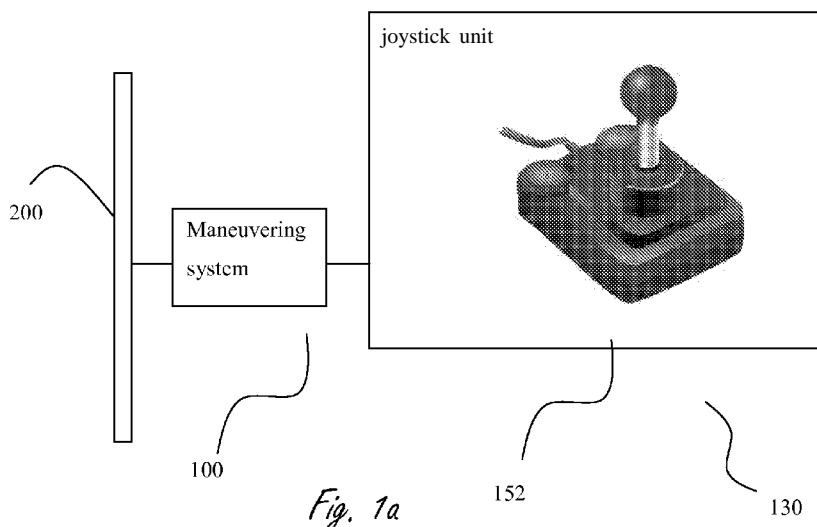 joystick unit
200
Maneuvering
system
100
152
130
Fig. 1a